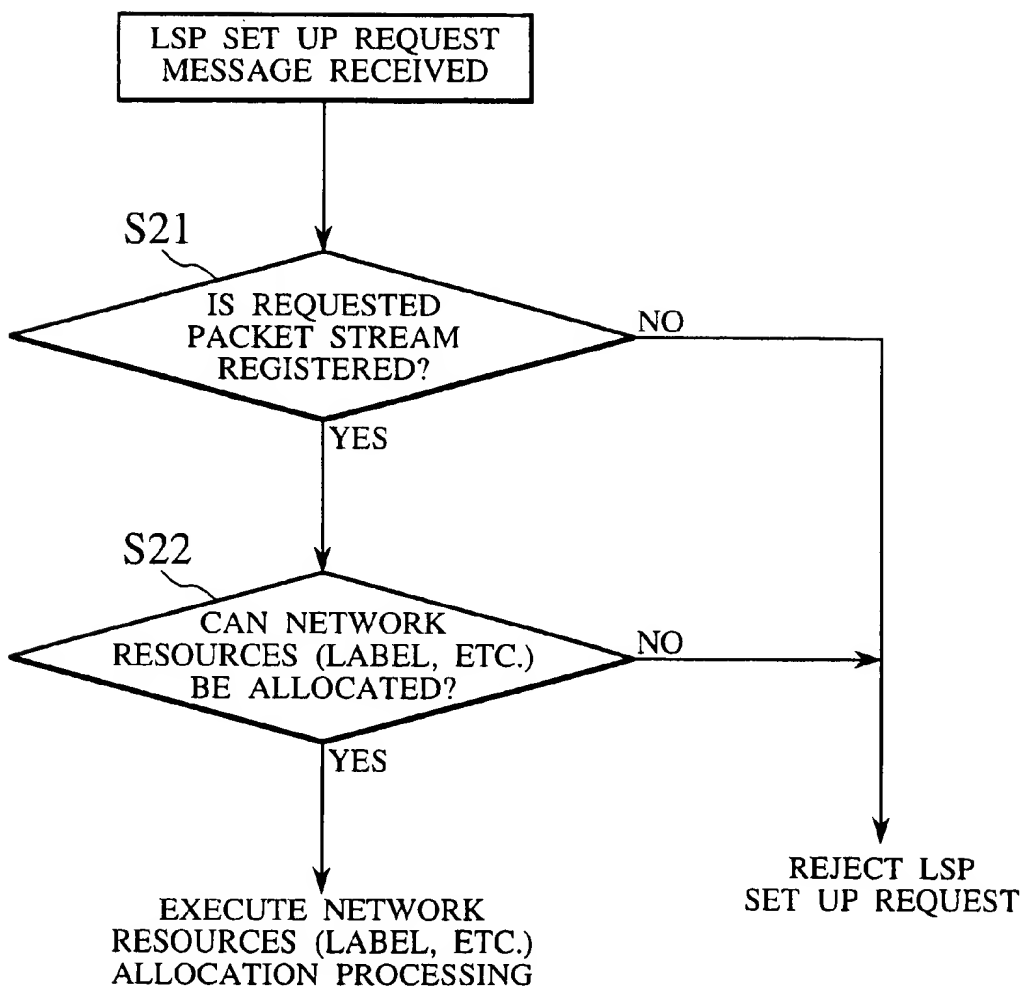 LSP SET UP REQUEST
MESSAGE RECEIVED
S21
IS REQUESTED
PACKET STREAM
REGISTERED?
NO
YES
S22
CAN NETWORK
RESOURCES (LABEL, ETC.)
BE ALLOCATED?
NO
YES
REJECT LSP
SET UP REQUEST
EXECUTE NETWORK
RESOURCES (LABEL, ETC.)
ALLOCATION PROCESSING